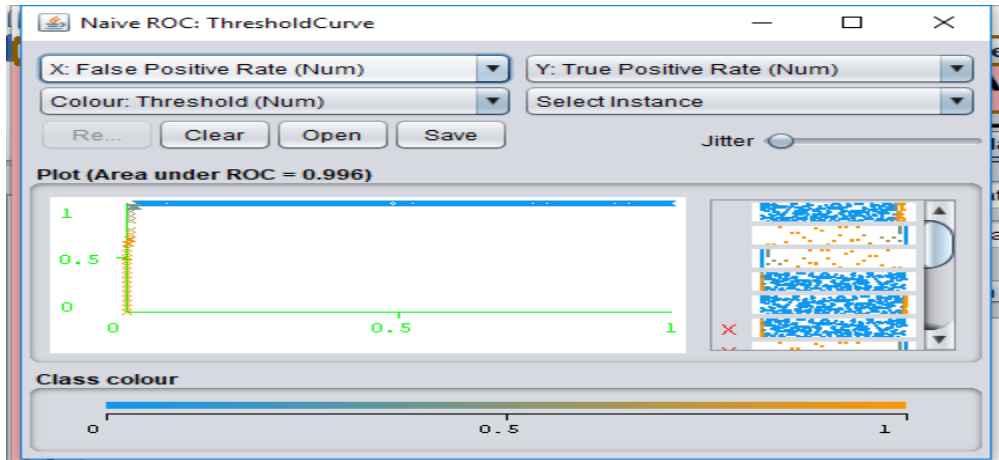 Naive ROC: ThresholdCurve
X: False Positive Rate (Num) Y: True Positive Rate (Num)
Colour: Threshold (Num) Select Instance
Re... Clear Open Save Jitter
Plot (Area under ROC = 0.996)
1
0.5
0
0 0.5 1
X
Class colour
0 0.5 1